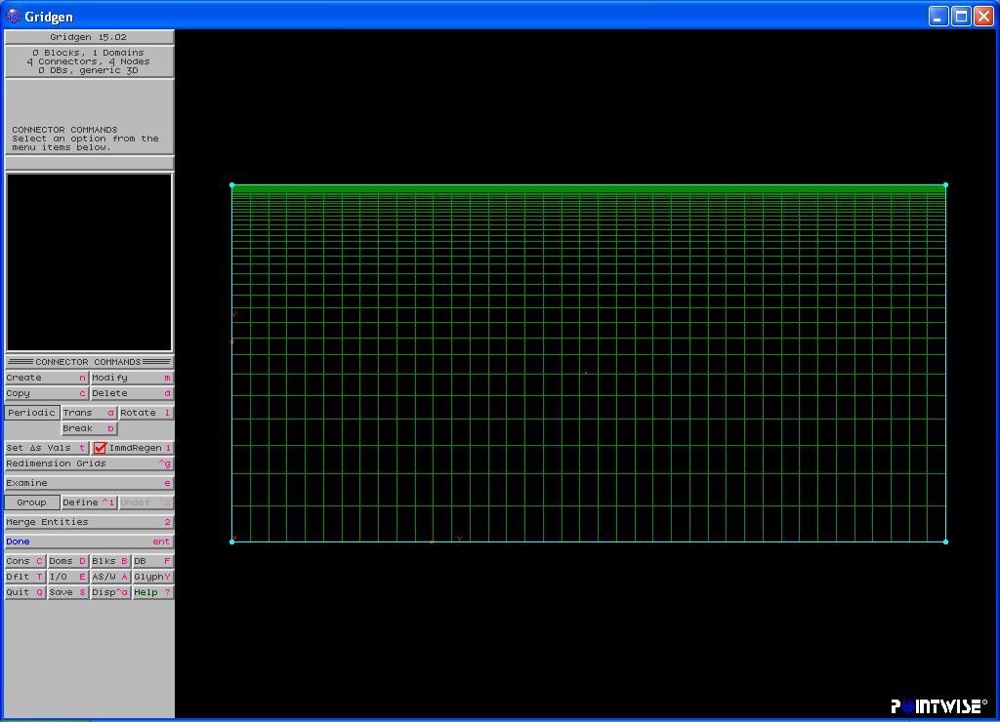 Gridgen
Gridgen 15.02
0 Blocks, 1 Domains
4 Connectors, 4 Nodes
0 DBs, generic 3D
CONNECTOR COMMANDS
Select an option from the
menu items below.
CONNECTOR COMMANDS
Create n Modify m
Copy c Delete d
Periodic Trans a Rotate l
Break b
Set Δs Vals t ImmdRegen 1
Redimension Grids ^g
Examine e
Group Define ^1 Undef ^2
Merge Entities 2
Done ent
Cons C Doms D Blks B DB F
Dflt T I/O E AS/W A Glyph Y
Quit Q Save S Disp ^a Help ?
Y
X
POINTWISE®